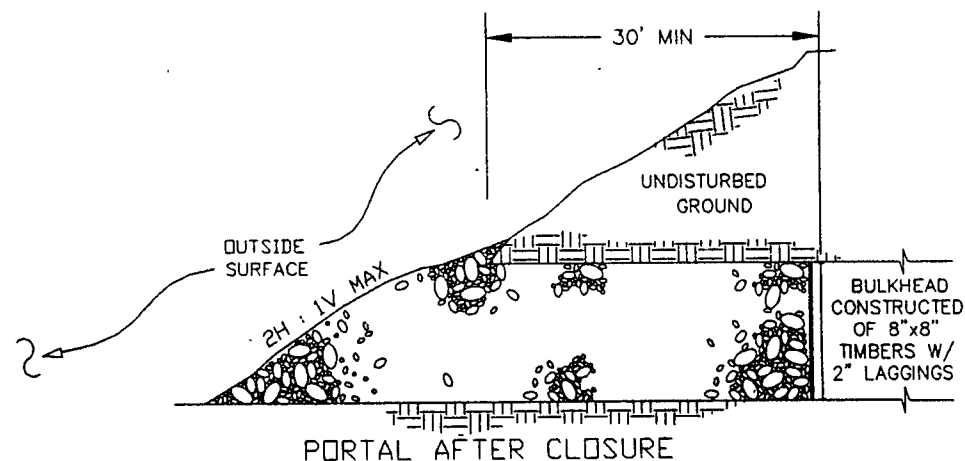 30' MIN
UNDISTURBED
GROUND
OUTSIDE
SURFACE
2H : 1V MAX
BULKHEAD
CONSTRUCTED
OF 8"x8"
TIMBERS W/
2" LAGGINGS
PORTAL AFTER CLOSURE